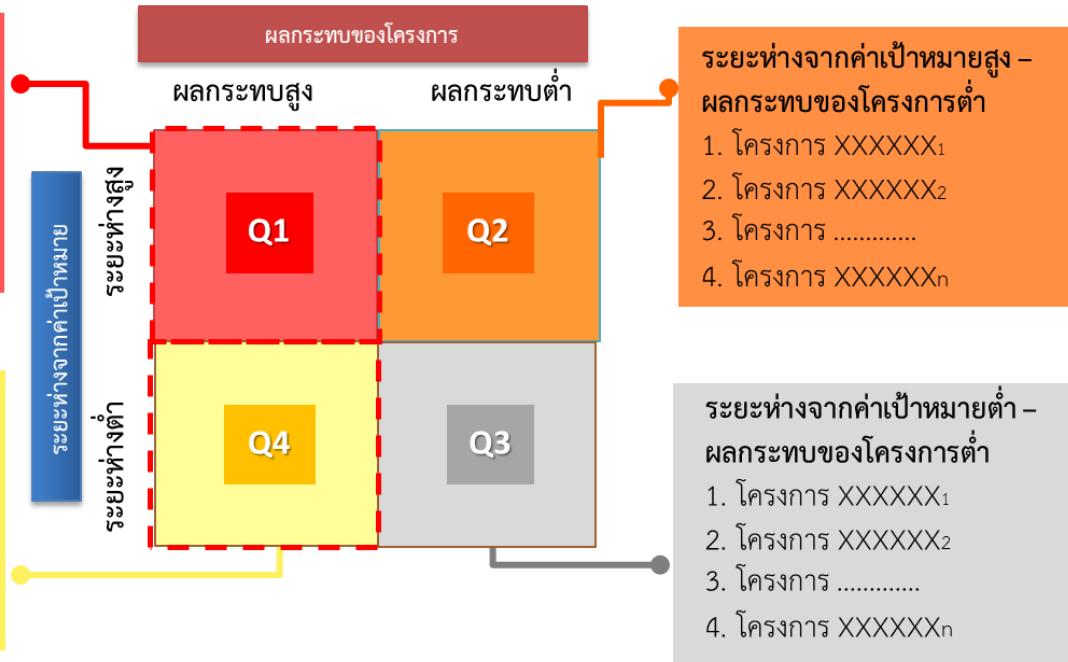 ผลกระทบของโครงการ
ผลกระทบสูง
ผลกระทบต่ำ
ระยะห่างจากค่าเป้าหมาย
ระยะห่างสูง
ระยะห่างต่ำ
Q1
Q2
Q4
Q3
ระยะห่างจากค่าเป้าหมายสูง –
ผลกระทบของโครงการต่ำ
1. โครงการ XXXXXX1
2. โครงการ XXXXXX2
3. โครงการ .............
4. โครงการ XXXXXXn
ระยะห่างจากค่าเป้าหมายต่ำ –
ผลกระทบของโครงการต่ำ
1. โครงการ XXXXXX1
2. โครงการ XXXXXX2
3. โครงการ .............
4. โครงการ XXXXXXn